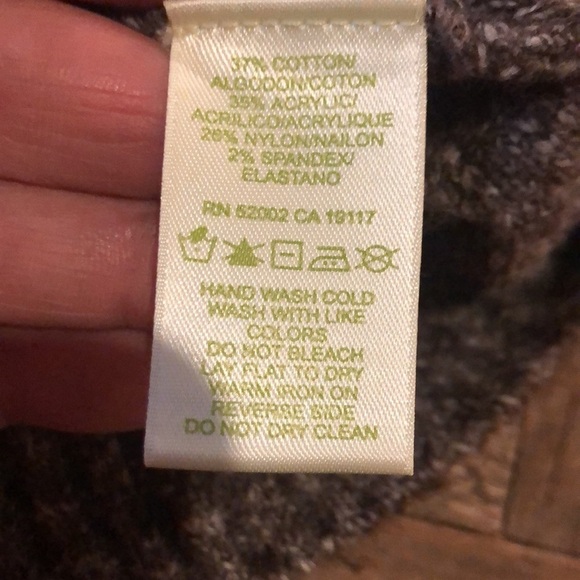 37% COTTON/
ALGODON/COTON
35% ACRYLIC/
ACRILICO/ACRYLIQUE
26% NYLON/NAILON
2% SPANDEX/
ELASTANO
RN 52002 CA 19117
HAND WASH COLD
WASH WITH LIKE
COLORS
DO NOT BLEACH
LAY FLAT TO DRY
WARM IRON ON
REVERSE SIDE
DO NOT DRY CLEAN